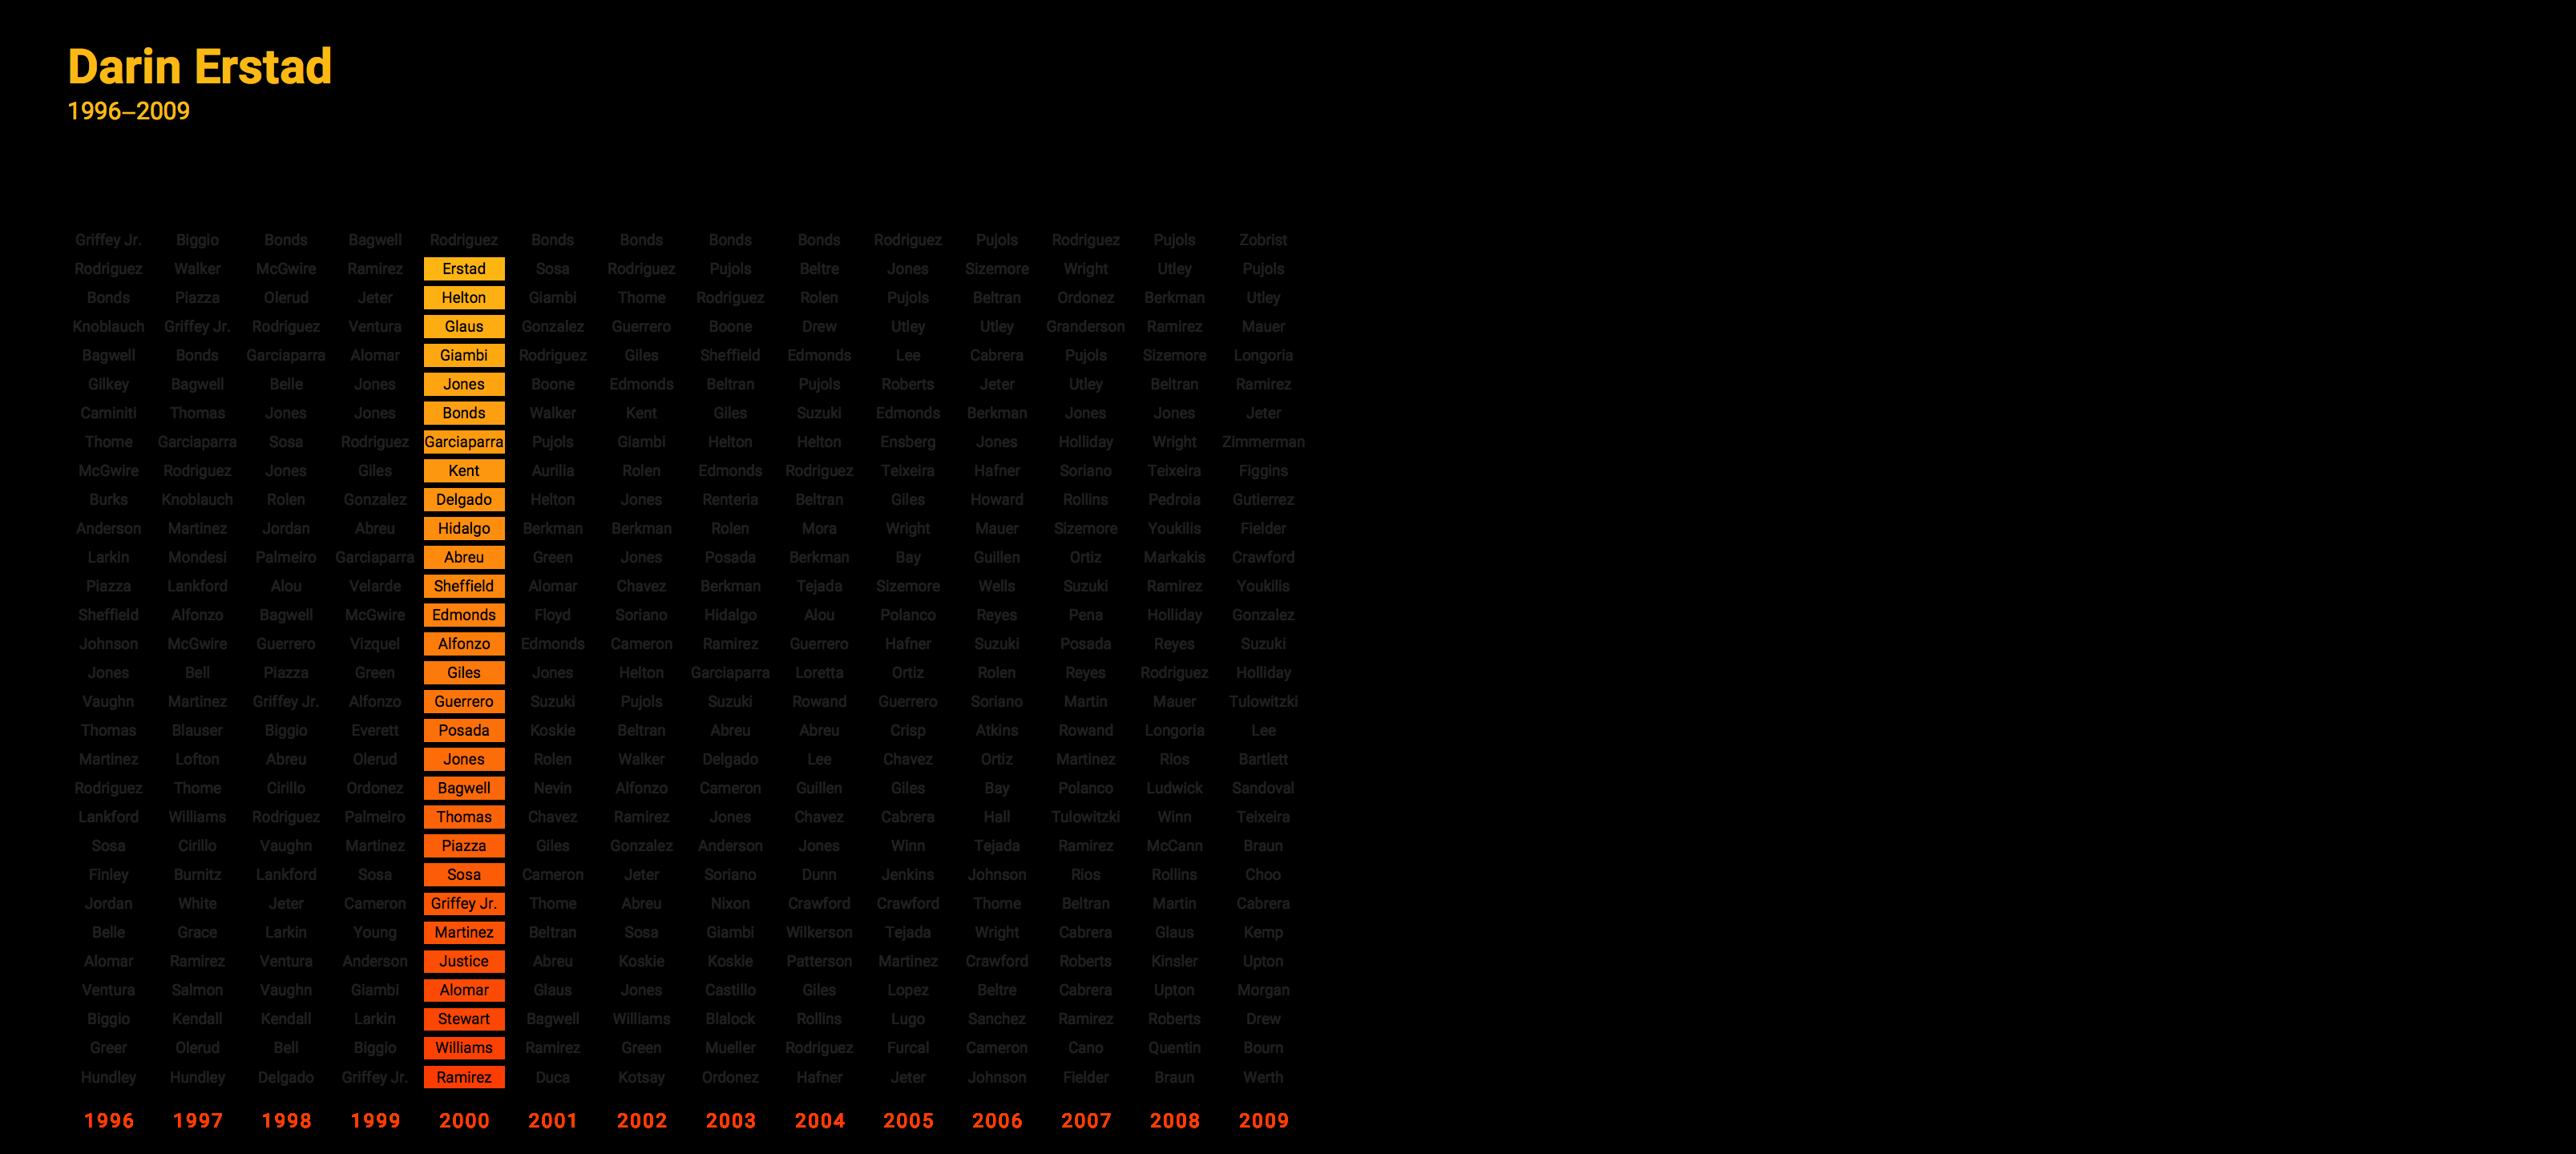 Darin Erstad
1996–2009
Griffey Jr. Biggio Bonds Bagwell Rodriguez Bonds Bonds Bonds Bonds Rodriguez Pujols Rodriguez Pujols Zobrist
Rodriguez Walker McGwire Ramirez Erstad Sosa Rodriguez Pujols Beltre Jones Sizemore Wright Utley Pujols
Bonds Piazza Olerud Jeter Helton Giambi Thome Rodriguez Rolen Pujols Beltran Ordonez Berkman Utley
Knoblauch Griffey Jr. Rodriguez Ventura Glaus Gonzalez Guerrero Boone Drew Utley Utley Granderson Ramirez Mauer
Bagwell Bonds Garciaparra Alomar Giambi Rodriguez Giles Sheffield Edmonds Lee Cabrera Pujols Sizemore Longoria
Gilkey Bagwell Belle Jones Jones Boone Edmonds Beltran Pujols Roberts Jeter Utley Beltran Ramirez
Caminiti Thomas Jones Jones Bonds Walker Kent Giles Suzuki Edmonds Berkman Jones Jones Jeter
Thome Garciaparra Sosa Rodriguez Garciaparra Pujols Giambi Helton Helton Ensberg Jones Holliday Wright Zimmerman
McGwire Rodriguez Jones Giles Kent Aurilia Rolen Edmonds Rodriguez Teixeira Hafner Soriano Teixeira Figgins
Burks Knoblauch Rolen Gonzalez Delgado Helton Jones Renteria Beltran Giles Howard Rollins Pedroia Gutierrez
Anderson Martinez Jordan Abreu Hidalgo Berkman Berkman Rolen Mora Wright Mauer Sizemore Youkilis Fielder
Larkin Mondesi Palmeiro Garciaparra Abreu Green Jones Posada Berkman Bay Guillen Ortiz Markakis Crawford
Piazza Lankford Alou Velarde Sheffield Alomar Chavez Berkman Tejada Sizemore Wells Suzuki Ramirez Youkilis
Sheffield Alfonzo Bagwell McGwire Edmonds Floyd Soriano Hidalgo Alou Polanco Reyes Pena Holliday Gonzalez
Johnson McGwire Guerrero Vizquel Alfonzo Edmonds Cameron Ramirez Guerrero Hafner Suzuki Posada Reyes Suzuki
Jones Bell Piazza Green Giles Jones Helton Garciaparra Loretta Ortiz Rolen Reyes Rodriguez Holliday
Vaughn Martinez Griffey Jr. Alfonzo Guerrero Suzuki Pujols Suzuki Rowand Guerrero Soriano Martin Mauer Tulowitzki
Thomas Blauser Biggio Everett Posada Koskie Beltran Abreu Abreu Crisp Atkins Rowand Longoria Lee
Martinez Lofton Abreu Olerud Jones Rolen Walker Delgado Lee Chavez Ortiz Martinez Rios Bartlett
Rodriguez Thome Cirillo Ordonez Bagwell Nevin Alfonzo Cameron Guillen Giles Bay Polanco Ludwick Sandoval
Lankford Williams Rodriguez Palmeiro Thomas Chavez Ramirez Jones Chavez Cabrera Hall Tulowitzki Winn Teixeira
Sosa Cirillo Vaughn Martinez Piazza Giles Gonzalez Anderson Jones Winn Tejada Ramirez McCann Braun
Finley Burnitz Lankford Sosa Sosa Cameron Jeter Soriano Dunn Jenkins Johnson Rios Rollins Choo
Jordan White Jeter Cameron Griffey Jr. Thome Abreu Nixon Crawford Crawford Thome Beltran Martin Cabrera
Belle Grace Larkin Young Martinez Beltran Sosa Giambi Wilkerson Tejada Wright Cabrera Glaus Kemp
Alomar Ramirez Ventura Anderson Justice Abreu Koskie Koskie Patterson Martinez Crawford Roberts Kinsler Upton
Ventura Salmon Vaughn Giambi Alomar Glaus Jones Castillo Giles Lopez Beltre Cabrera Upton Morgan
Biggio Kendall Kendall Larkin Stewart Bagwell Williams Blalock Rollins Lugo Sanchez Ramirez Roberts Drew
Greer Olerud Bell Biggio Williams Ramirez Green Mueller Rodriguez Furcal Cameron Cano Quentin Bourn
Hundley Hundley Delgado Griffey Jr. Ramirez Duca Kotsay Ordonez Hafner Jeter Johnson Fielder Braun Werth
1996 1997 1998 1999 2000 2001 2002 2003 2004 2005 2006 2007 2008 2009